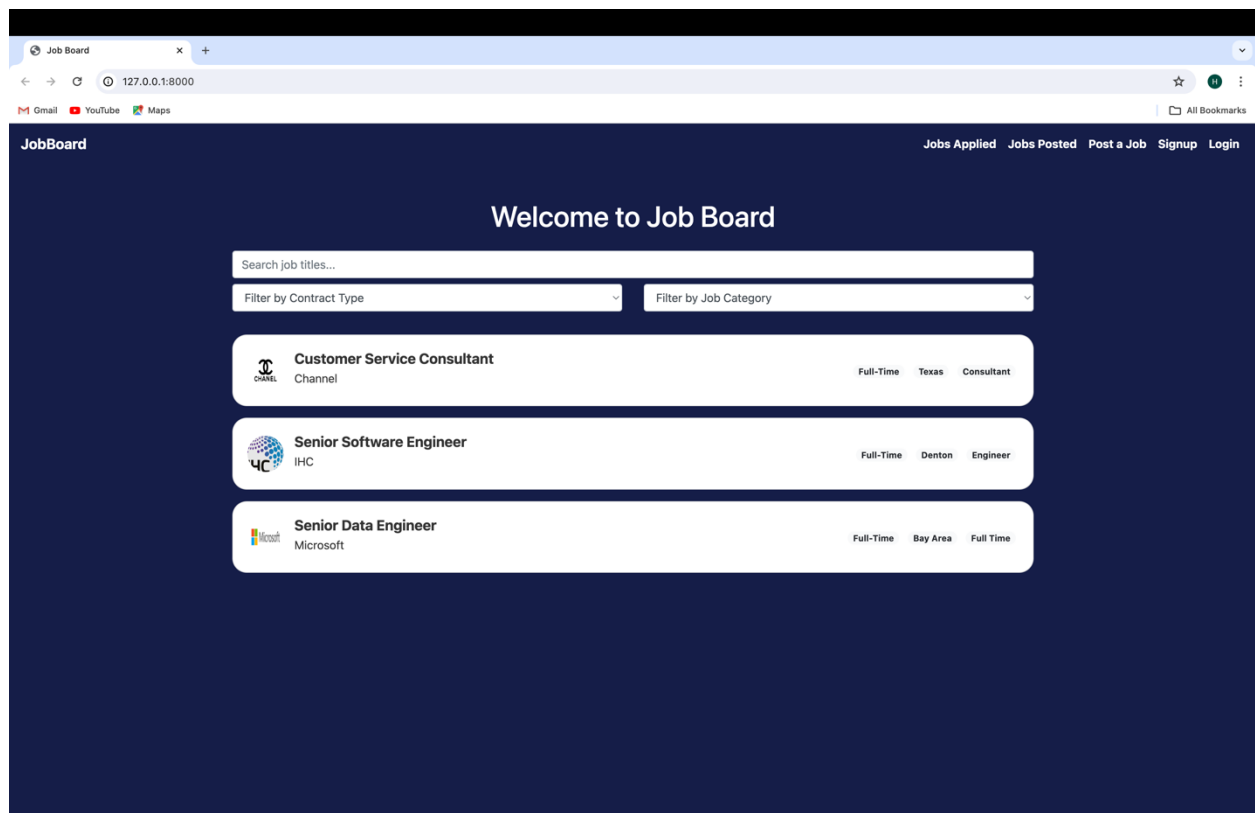 Job Board
127.0.0.1:8000
H
Gmail YouTube Maps All Bookmarks
JobBoard Jobs Applied Jobs Posted Post a Job Signup Login
Welcome to Job Board
Search job titles...
Filter by Contract Type Filter by Job Category
CHANEL
Customer Service Consultant
Channel
Full-Time Texas Consultant
HC
Senior Software Engineer
IHC
Full-Time Denton Engineer
Microsoft
Senior Data Engineer
Microsoft
Full-Time Bay Area Full Time